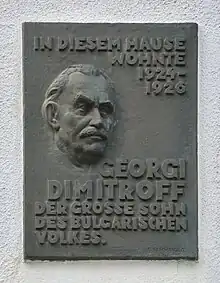 IN DIESEM HAUSE
WOHNTE
1924-
1926
GEORGI
DIMITROFF
DER GROSSE SOHN
DES BULGARISCHEN
VOLKES.